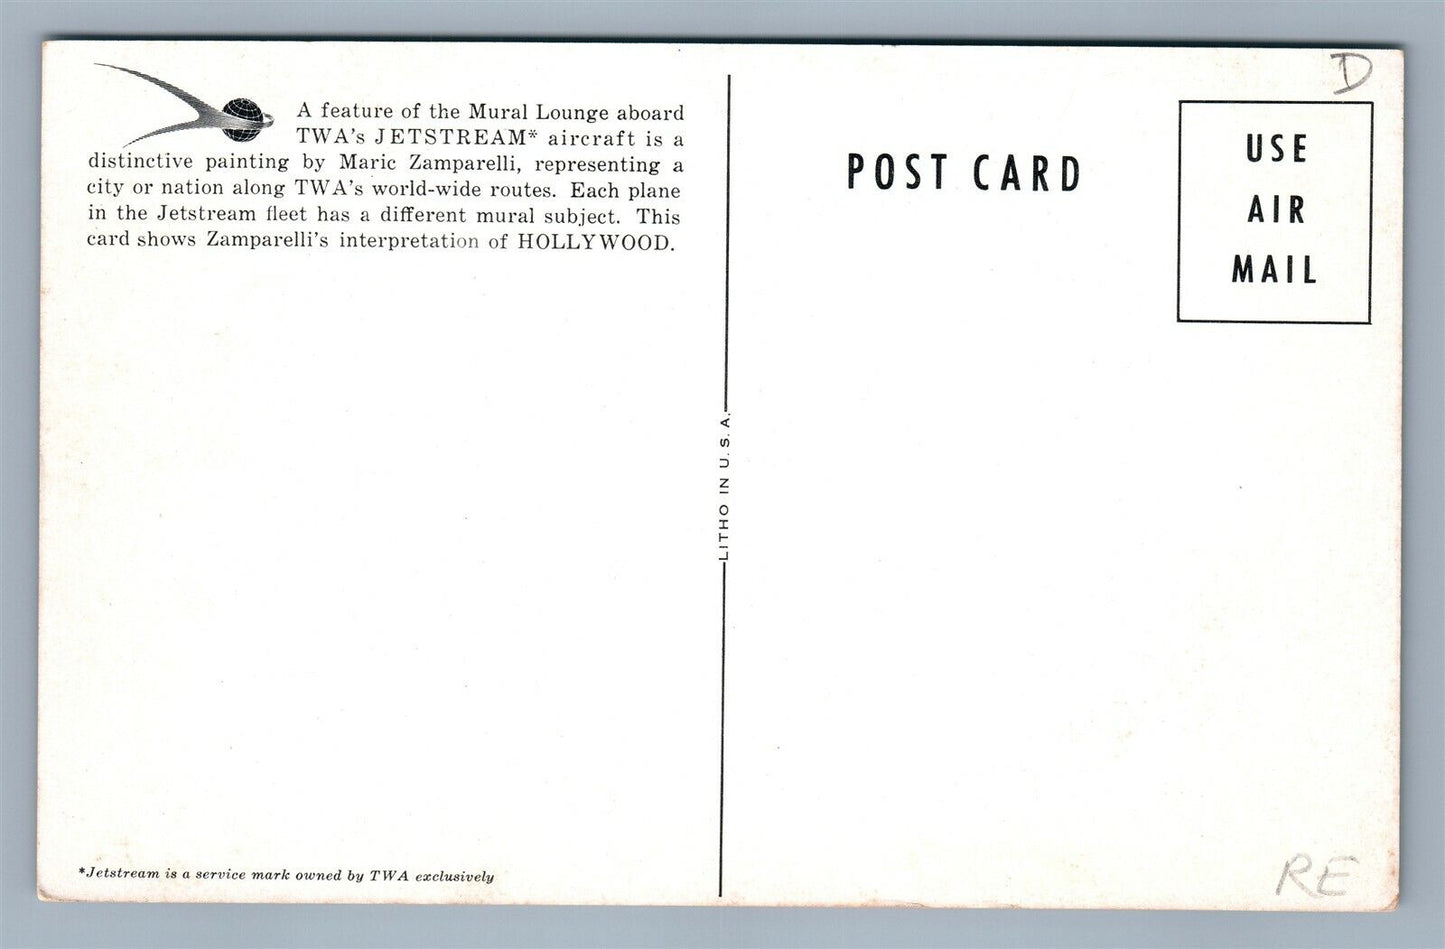 A feature of the Mural Lounge aboard
TWA's JETSTREAM* aircraft is a
distinctive painting by Maric Zamparelli, representing a
city or nation along TWA's world-wide routes. Each plane
in the Jetstream fleet has a different mural subject. This
card shows Zamparelli's interpretation of HOLLYWOOD.
*Jetstream is a service mark owned by TWA exclusively
LITHO IN U.S.A.
POST CARD
D
USE
AIR
MAIL
RE